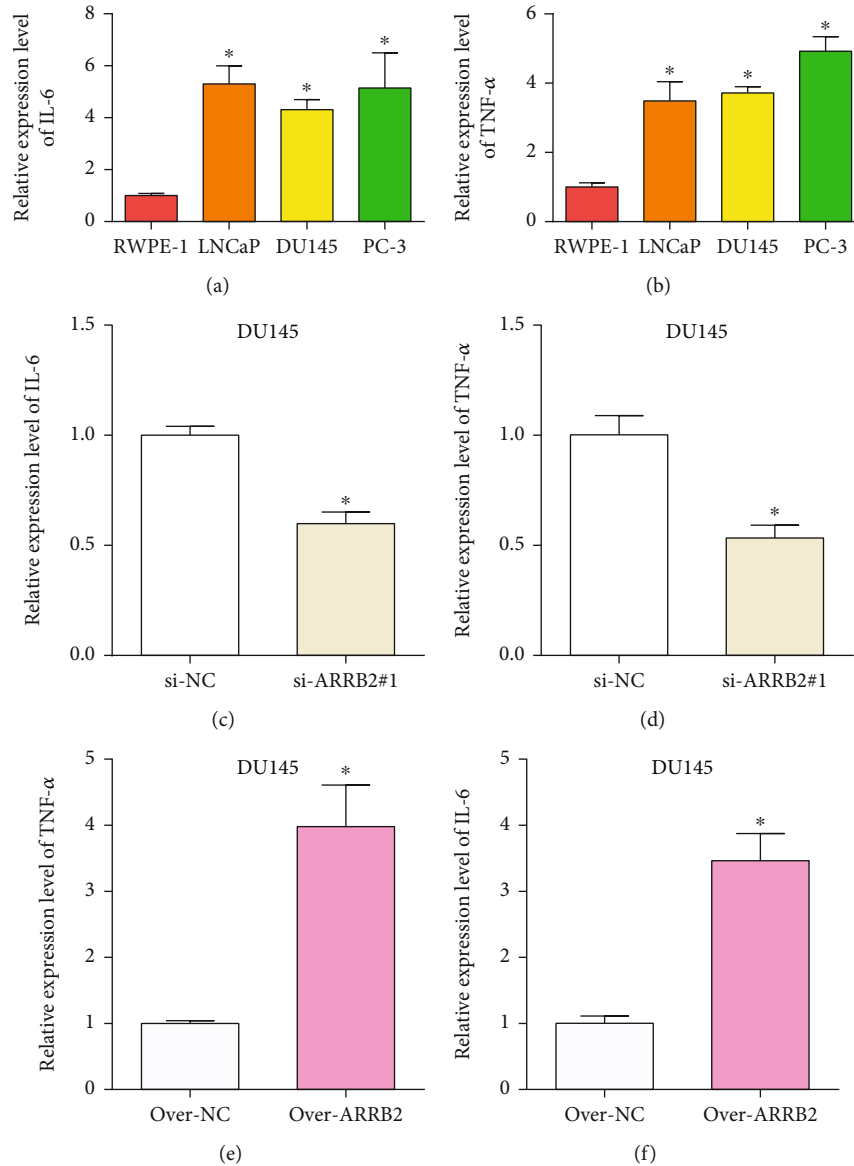 Relative expression level
of IL-6
8
6
4
2
0
*
*
*
RWPE-1 LNCaP DU145 PC-3
(a)
Relative expression level
of TNF-α
6
4
2
0
*
*
*
RWPE-1 LNCaP DU145 PC-3
(b)
Relative expression level of IL-6
1.5
1.0
0.5
0.0
DU145
*
si-NC si-ARRB2#1
(c)
Relative expression level of TNF-α
1.5
1.0
0.5
0.0
DU145
*
si-NC si-ARRB2#1
(d)
Relative expression level of TNF-α
5
4
3
2
1
0
DU145
*
Over-NC Over-ARRB2
(e)
Relative expression level of IL-6
5
4
3
2
1
0
DU145
*
Over-NC Over-ARRB2
(f)